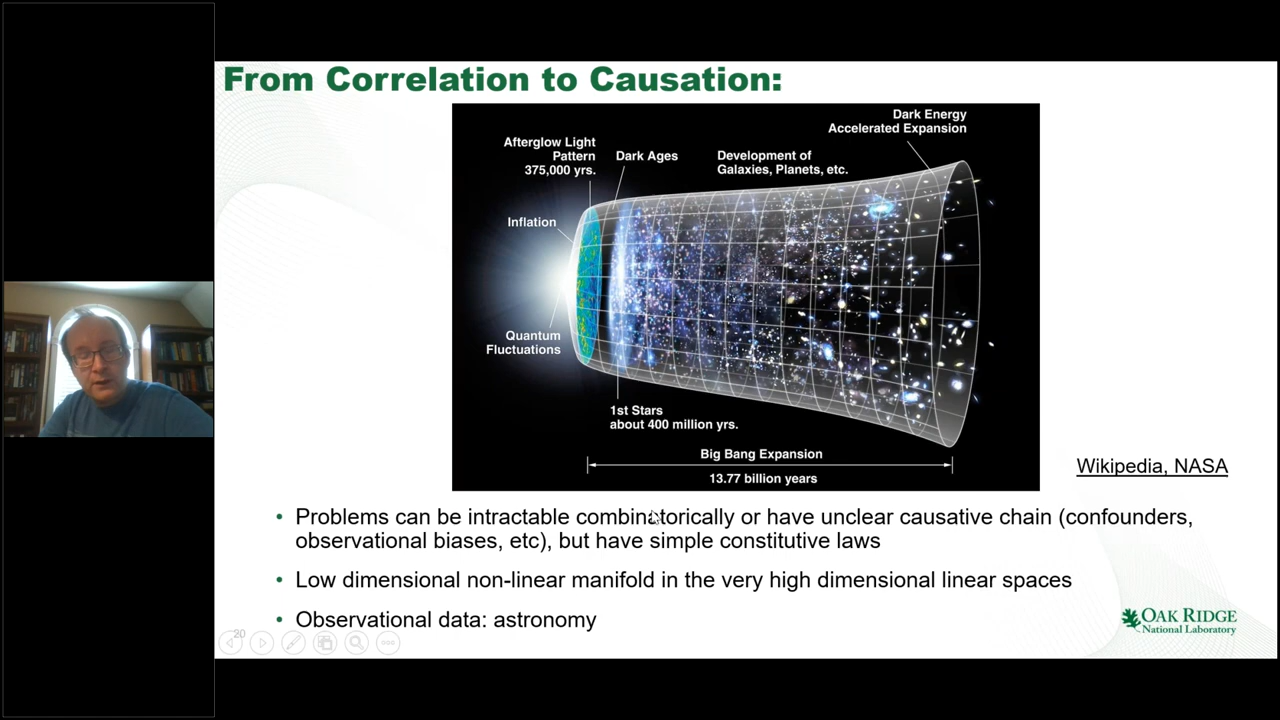 From Correlation to Causation:
Dark Energy
Accelerated Expansion
Afterglow Light
Pattern
375,000 yrs.
Dark Ages
Development of
Galaxies, Planets, etc.
Inflation
Quantum
Fluctuations
1st Stars
about 400 million yrs.
Big Bang Expansion
13.77 billion years
Wikipedia, NASA
• Problems can be intractable combinatorically or have unclear causative chain (confounders,
observational biases, etc), but have simple constitutive laws
• Low dimensional non-linear manifold in the very high dimensional linear spaces
• Observational data: astronomy
20
OAK RIDGE
National Laboratory